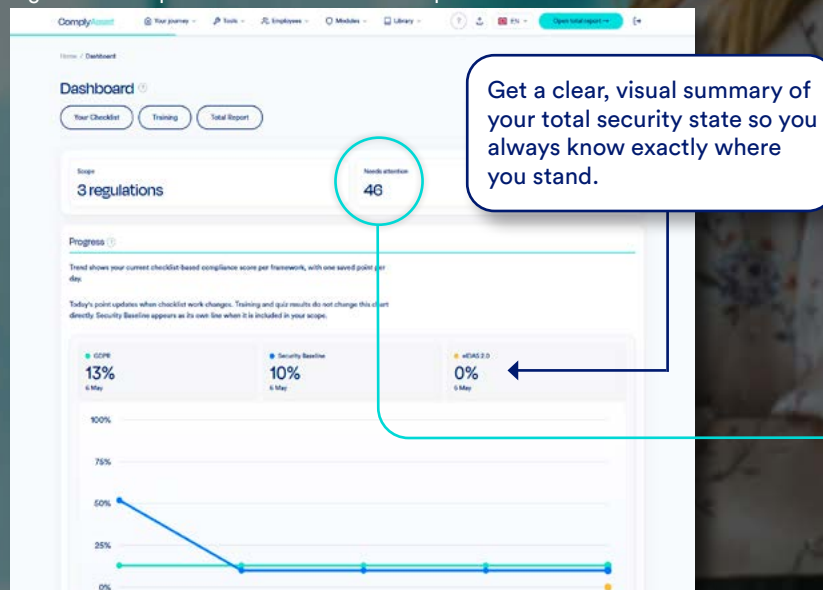 ComplyAssist
Your journey
Tools
Employees
Modules
Library
?
EN
Open total report →
Home / Dashboard
Dashboard ?
Your Checklist
Training
Total Report
Get a clear, visual summary of
your total security state so you
always know exactly where
you stand.
Scope
3 regulations
Needs attention
46
Progress ?
Trend shows your current checklist-based compliance score per framework, with one saved point per
day.
Today's point updates when checklist work changes. Training and quiz results do not change this chart
directly. Security Baseline appears as its own line when it is included in your scope.
GDPR
13%
6 May
Security Baseline
10%
6 May
eIDAS 2.0
0%
6 May
100%
75%
50%
25%
0%